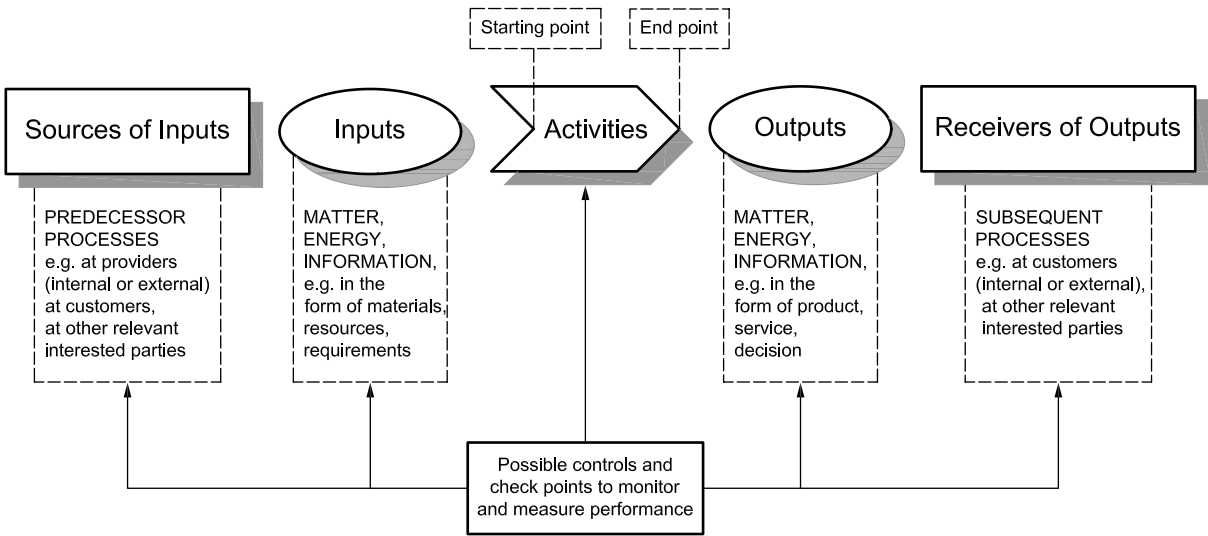 Starting point
End point
Sources of Inputs
Inputs
Activities
Outputs
Receivers of Outputs
PREDECESSOR
PROCESSES
e.g. at providers
(internal or external)
at customers,
at other relevant
interested parties
MATTER,
ENERGY,
INFORMATION,
e.g. in the
form of materials,
resources,
requirements
MATTER,
ENERGY,
INFORMATION,
e.g. in the
form of product,
service,
decision
SUBSEQUENT
PROCESSES
e.g. at customers
(internal or external),
at other relevant
interested parties
Possible controls and
check points to monitor
and measure performance